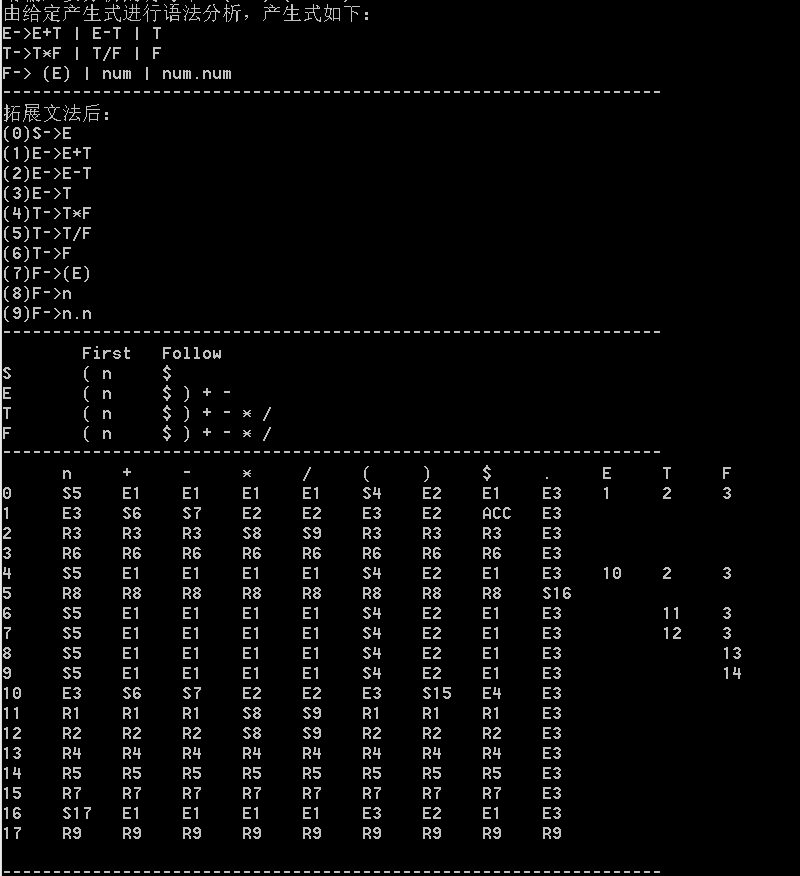 由给定产生式进行语法分析，产生式如下：
E->E+T | E-T | T
T->T*F | T/F | F
F-> (E) | num | num.num
------------------------------------------------------------------
拓展文法后：
(0)S->E
(1)E->E+T
(2)E->E-T
(3)E->T
(4)T->T*F
(5)T->T/F
(6)T->F
(7)F->(E)
(8)F->n
(9)F->n.n
------------------------------------------------------------------
        First   Follow
S       ( n     $
E       ( n     $ ) + -
T       ( n     $ ) + - * /
F       ( n     $ ) + - * /
------------------------------------------------------------------
      n     +     -     *     /     (     )     $     .     E     T     F
0     S5    E1    E1    E1    E1    S4    E2    E1    E3    1     2     3
1     E3    S6    S7    E2    E2    E3    E2    ACC   E3
2     R3    R3    R3    S8    S9    R3    R3    R3    E3
3     R6    R6    R6    R6    R6    R6    R6    R6    E3
4     S5    E1    E1    E1    E1    S4    E2    E1    E3    10    2     3
5     R8    R8    R8    R8    R8    R8    R8    R8    S16
6     S5    E1    E1    E1    E1    S4    E2    E1    E3          11    3
7     S5    E1    E1    E1    E1    S4    E2    E1    E3          12    3
8     S5    E1    E1    E1    E1    S4    E2    E1    E3                13
9     S5    E1    E1    E1    E1    S4    E2    E1    E3                14
10    E3    S6    S7    E2    E2    E3    S15   E4    E3
11    R1    R1    R1    S8    S9    R1    R1    R1    E3
12    R2    R2    R2    S8    S9    R2    R2    R2    E3
13    R4    R4    R4    R4    R4    R4    R4    R4    E3
14    R5    R5    R5    R5    R5    R5    R5    R5    E3
15    R7    R7    R7    R7    R7    R7    R7    R7    E3
16    S17   E1    E1    E1    E1    E3    E2    E1    E3
17    R9    R9    R9    R9    R9    R9    R9    R9    R9
------------------------------------------------------------------